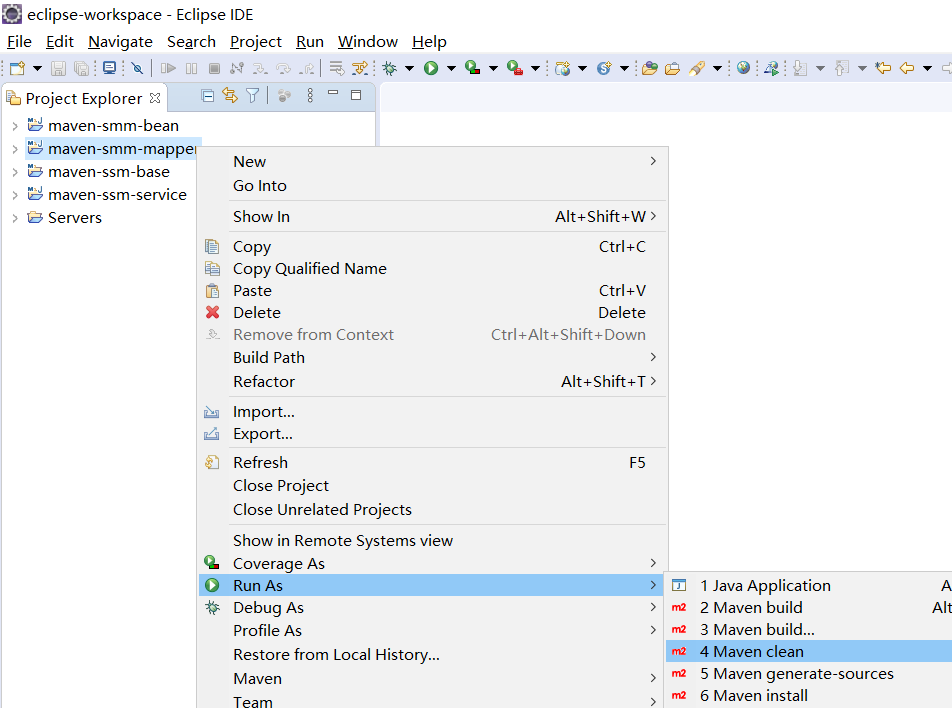 eclipse-workspace - Eclipse IDE
File Edit Navigate Search Project Run Window Help
Project Explorer
maven-smm-bean
maven-smm-mapper
maven-ssm-base
maven-ssm-service
Servers
New
Go Into
Show In Alt+Shift+W
Copy Ctrl+C
Copy Qualified Name
Paste Ctrl+V
Delete Delete
Remove from Context Ctrl+Alt+Shift+Down
Build Path
Refactor Alt+Shift+T
Import...
Export...
Refresh F5
Close Project
Close Unrelated Projects
Show in Remote Systems view
Coverage As
Run As
Debug As
Profile As
Restore from Local History...
Maven
Team
1 Java Application A
m2 2 Maven build Alt
m2 3 Maven build...
m2 4 Maven clean
m2 5 Maven generate-sources
m2 6 Maven install